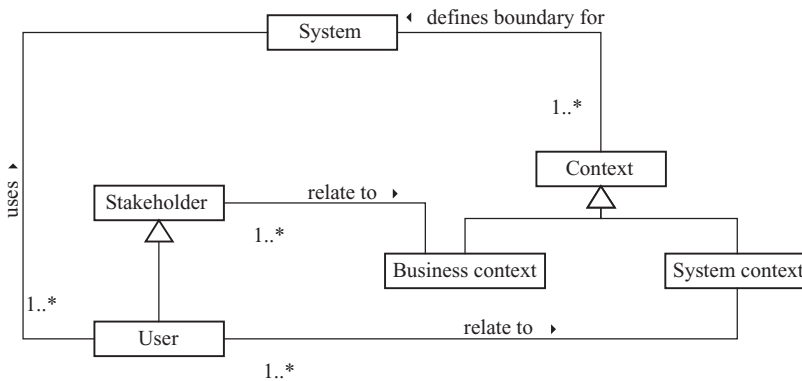 System
defines boundary for
1..*
Context
uses
Stakeholder
relate to
1..*
Business context
System context
1..*
User
relate to
1..*